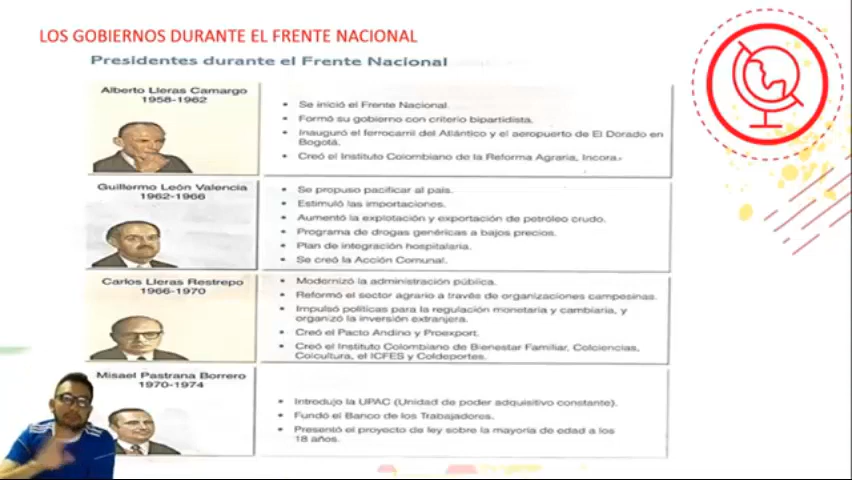 LOS GOBIERNOS DURANTE EL FRENTE NACIONAL
Presidentes durante el Frente Nacional
Alberto Lleras Camargo
1958-1962
• Se inició el Frente Nacional.
• Formó su gobierno con criterio bipartidista.
• Inauguró el ferrocarril del Atlántico y el aeropuerto de El Dorado en
Bogotá.
• Creó el Instituto Colombiano de la Reforma Agraria, Incora.
Guillermo León Valencia
1962-1966
• Se propuso pacificar al país.
• Estimuló las importaciones.
• Aumentó la explotación y exportación de petróleo crudo.
• Programa de drogas genéricas a bajos precios.
• Plan de integración hospitalaria.
• Se creó la Acción Comunal.
Carlos Lleras Restrepo
1966-1970
• Modernizó la administración pública.
• Reformó el sector agrario a través de organizaciones campesinas.
• Impulsó políticas para la regulación monetaria y cambiaria, y
organizó la inversión extranjera.
• Creó el Pacto Andino y Proexport.
• Creó el Instituto Colombiano de Bienestar Familiar, Colciencias,
Colcultura, el ICFES y Coldeportes.
Misael Pastrana Borrero
1970-1974
• Introdujo la UPAC (Unidad de poder adquisitivo constante).
• Fundó el Banco de los Trabajadores.
• Presentó el proyecto de ley sobre la mayoría de edad a los
18 años.